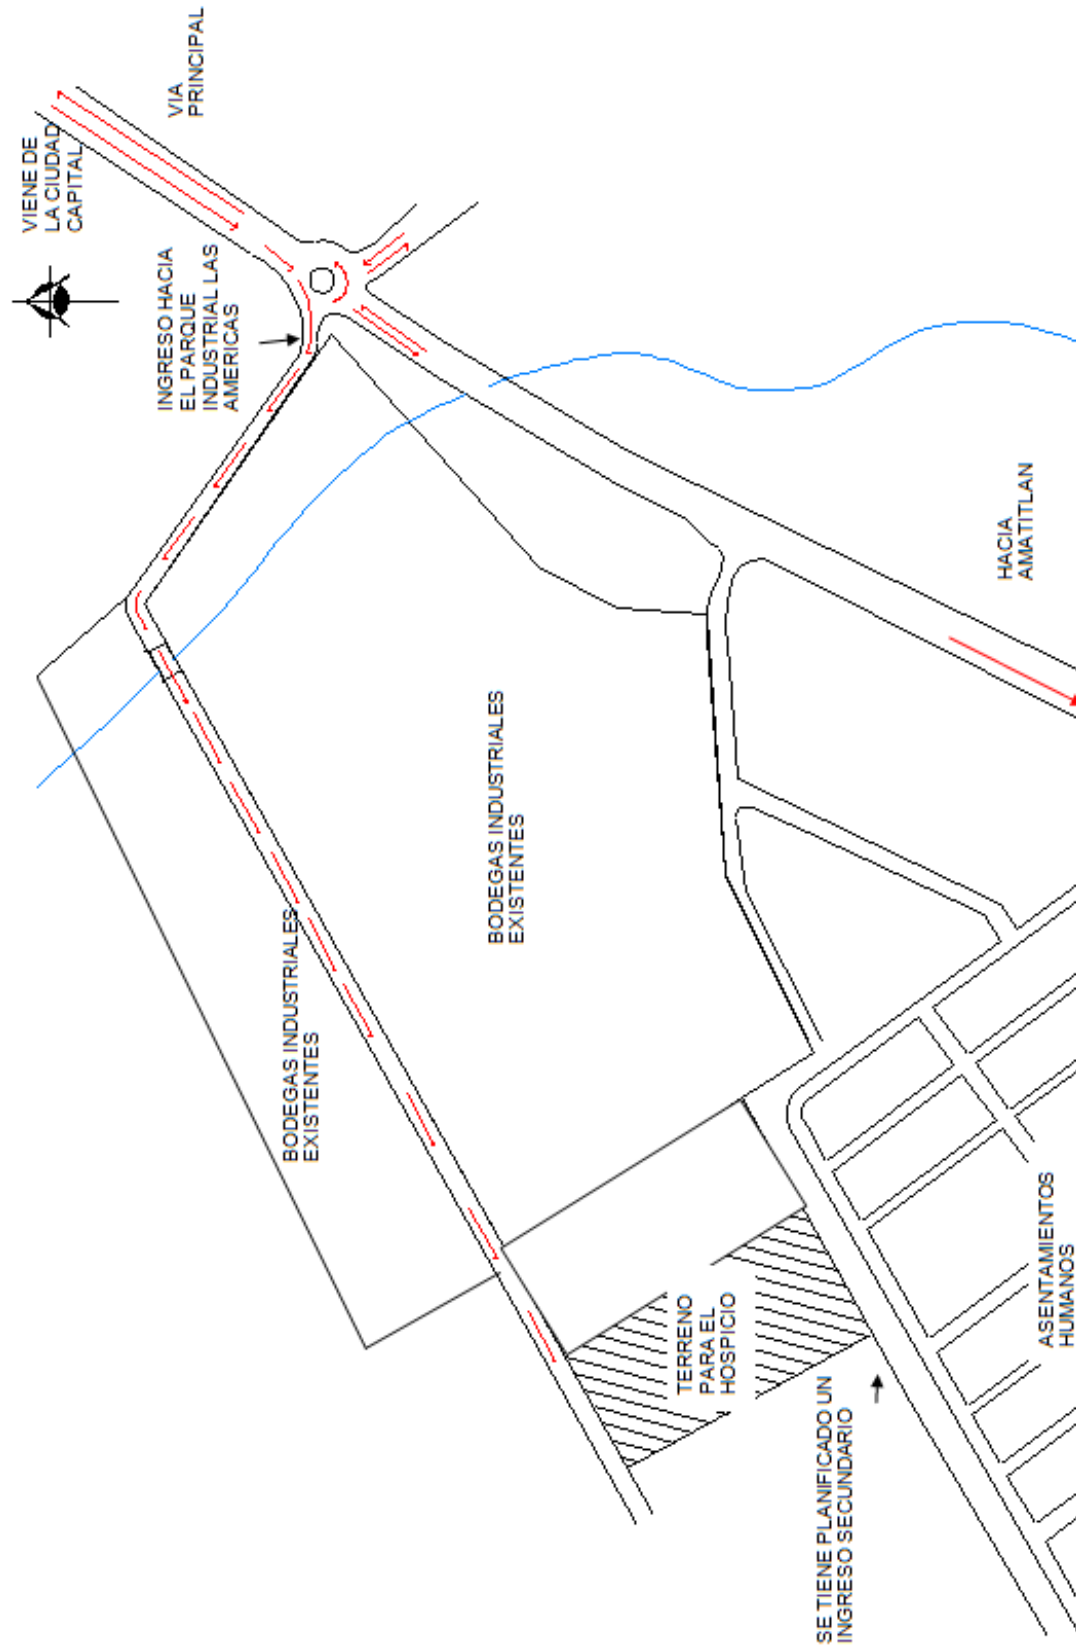 VIENE DE
LA CIUDAD
CAPITAL
VIA
PRINCIPAL
INGRESO HACIA
EL PARQUE
INDUSTRIAL LAS
AMERICAS
BODEGAS INDUSTRIALES
EXISTENTES
BODEGAS INDUSTRIALES
EXISTENTES
HACIA
AMATITLAN
TERRENO
PARA EL
HOSPICIO
SE TIENE PLANIFICADO UN
INGRESO SECUNDARIO
ASENTAMIENTOS
HUMANOS